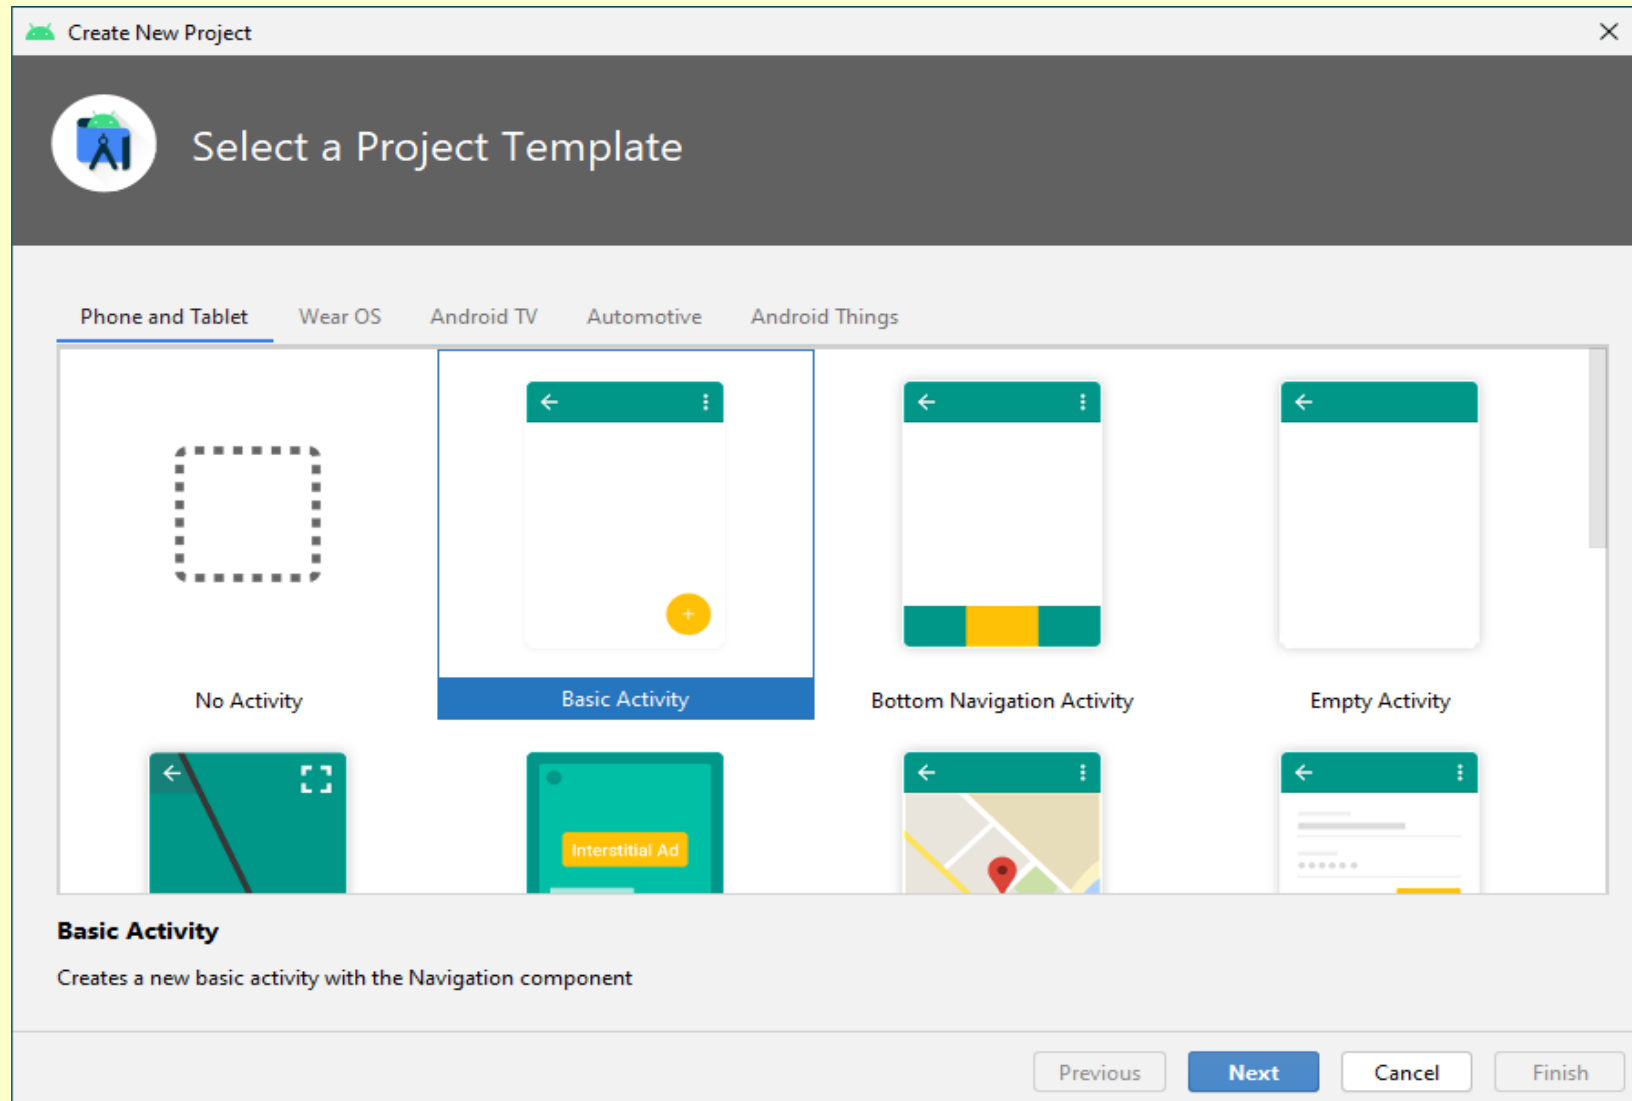 Create New Project
Select a Project Template
Phone and Tablet Wear OS Android TV Automotive Android Things
No Activity Basic Activity Bottom Navigation Activity Empty Activity
Interstitial Ad
Basic Activity
Creates a new basic activity with the Navigation component
Previous Next Cancel Finish